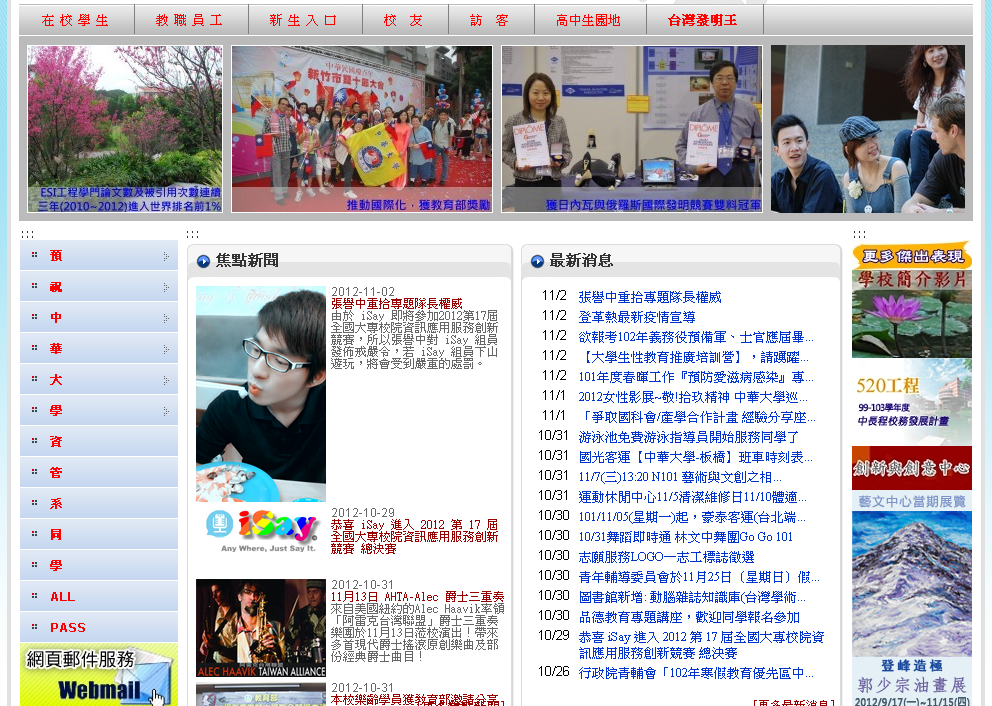 在校學生 教職員工 新生入口 校友 訪客 高中生園地 台灣發明王
ESI工程學門論文數及被引用次數連續
三年(2010~2012)進入世界排名前1%
中華民國慶百年
新竹市雙十節大會
推動國際化，獲教育部獎勵
DIPLÔME
DIPLÔME
獲日內瓦與俄羅斯國際發明競賽雙料冠軍
:::
預
祝
中
華
大
學
資
管
系
同
學
ALL
PASS
網頁郵件服務
Webmail
:::
焦點新聞
2012-11-02
張譽中重拾專題隊長權威
由於 iSay 即將參加2012第17屆
全國大專校院資訊應用服務創新
競賽，所以張譽中對 iSay 組員
發佈戒嚴令，若 iSay 組員下山
遊玩，將會受到嚴重的處罰。
iSay
Any Where, Just Say It.
2012-10-29
恭喜 iSay 進入 2012 第 17 屆
全國大專校院資訊應用服務創新
競賽 總決賽
ALEC HAAVIK TAIWAN ALLIANCE
2012-10-31
11月13日 AHTA-Alec 爵士三重奏
來自美國紐約的Alec Haavik率領
「阿雷克台灣聯盟」爵士三重奏
樂團於11月13日蒞校演出！帶來
多首現代爵士搖滾原創樂曲及部
份經典爵士曲目！
2012-10-31
本校樂齡學員獲教育部邀請分享
最新消息
11/2 張譽中重拾專題隊長權威
11/2 登革熱最新疫情宣導
11/2 欲報考102年義務役預備軍、士官應屆畢...
11/2 【大學生性教育推廣培訓營】，請踴躍...
11/2 101年度春暉工作『預防愛滋病感染』專...
11/1 2012女性影展~敬!拾玖精神 中華大學巡...
11/1 「爭取國科會/產學合作計畫 經驗分享座...
10/31 游泳池免費游泳指導員開始服務同學了
10/31 國光客運【中華大學-板橋】班車時刻表...
10/31 11/7(三)13:20 N101 藝術與文創之相...
10/31 運動休閒中心11/5清潔維修日11/10體適...
10/30 101/11/05(星期一)起，豪泰客運(台北端...
10/30 10/31舞蹈即時通 林文中舞團Go Go 101
10/30 志願服務LOGO─志工標誌徵選
10/30 青年輔導委員會於11月25日〔星期日〕假...
10/30 圖書館新增: 動腦雜誌知識庫(台灣學術...
10/30 品德教育專題講座，歡迎同學報名參加
10/29 恭喜 iSay 進入 2012 第 17 屆全國大專校院資
訊應用服務創新競賽 總決賽
10/26 行政院青輔會「102年寒假教育優先區中...
[更多最新消息]
:::
更多傑出表現
學校簡介影片
520工程
99-103學年度
中長程校務發展計畫
創新與創意中心
藝文中心當期展覽
登峰造極
郭少宗油畫展
2012/9/17(一)~11/15(四)